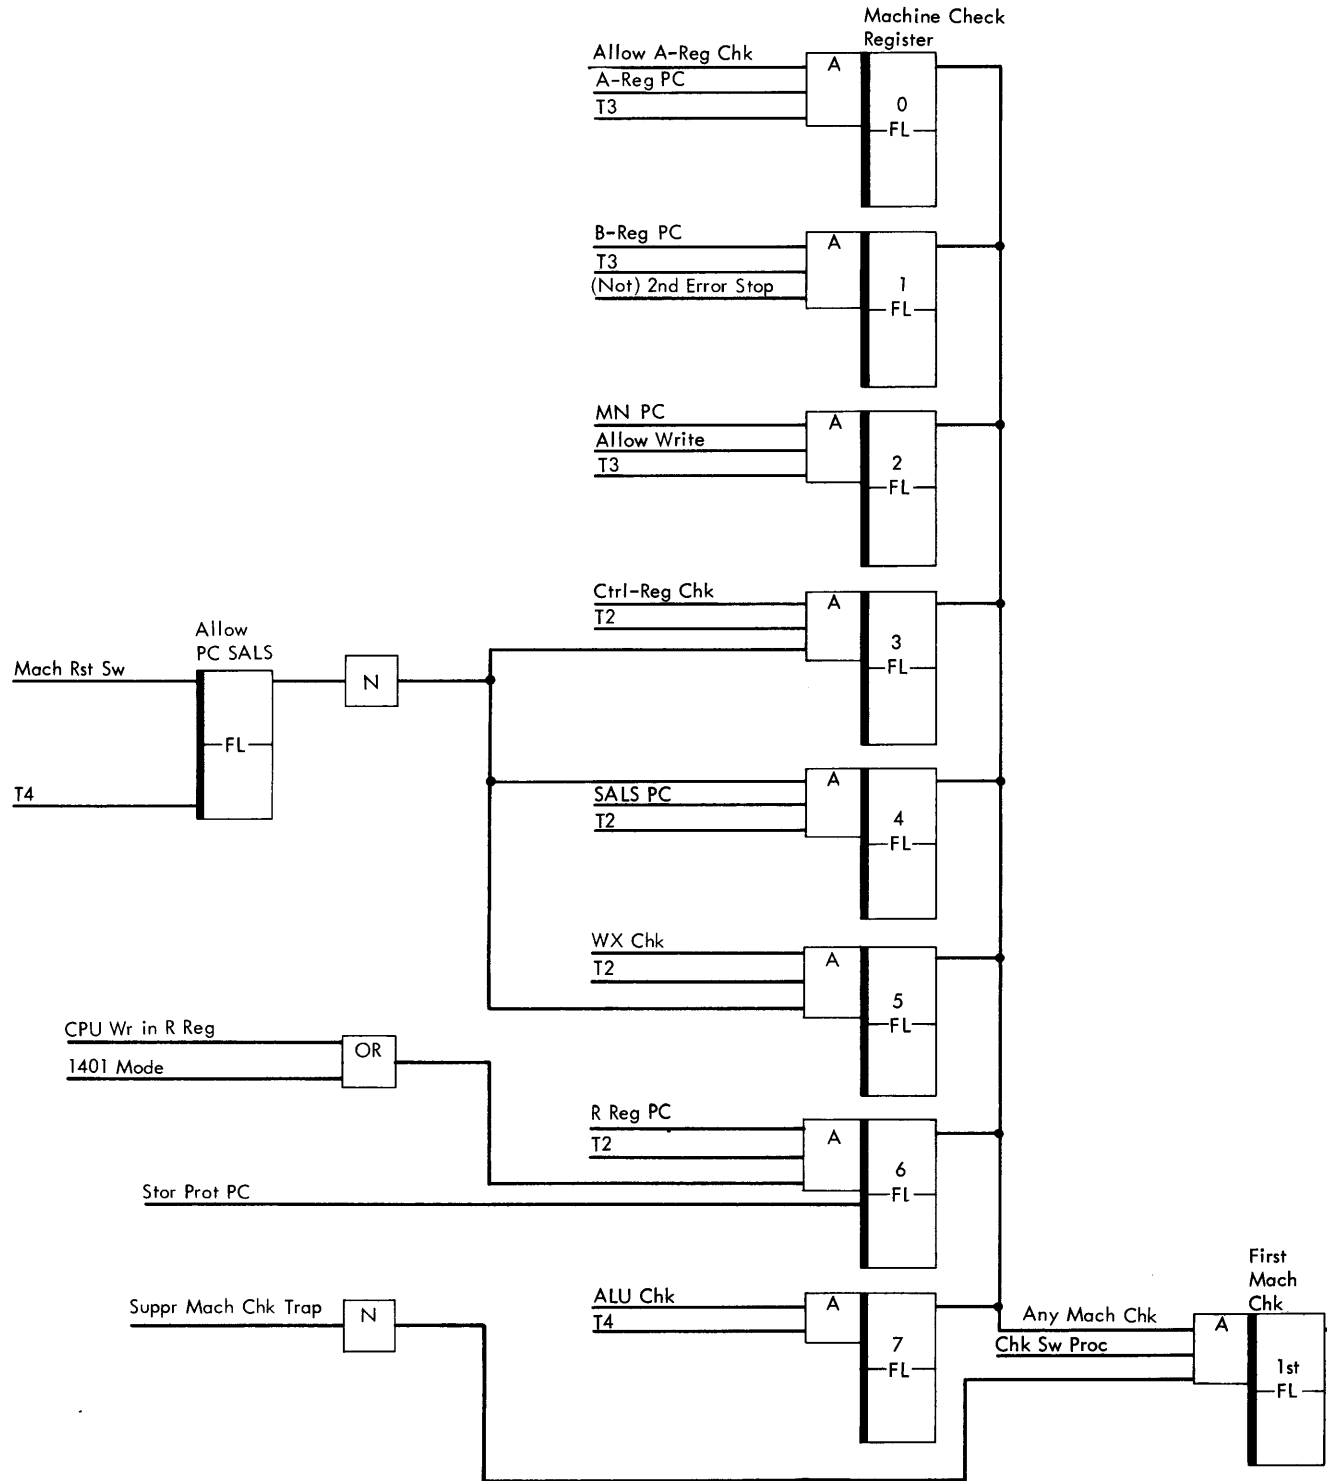 Machine Check
Register
Allow A-Reg Chk
A-Reg PC
T3
A
0
FL
B-Reg PC
T3
(Not) 2nd Error Stop
A
1
FL
MN PC
Allow Write
T3
A
2
FL
Ctrl-Reg Chk
T2
A
3
FL
Allow
PC SALS
Mach Rst Sw
T4
FL
N
SALS PC
T2
A
4
FL
WX Chk
T2
A
5
FL
CPU Wr in R Reg
1401 Mode
OR
R Reg PC
T2
A
6
FL
Stor Prot PC
Suppr Mach Chk Trap
N
ALU Chk
T4
A
7
FL
First
Mach
Chk
Any Mach Chk
Chk Sw Proc
A
1st
FL